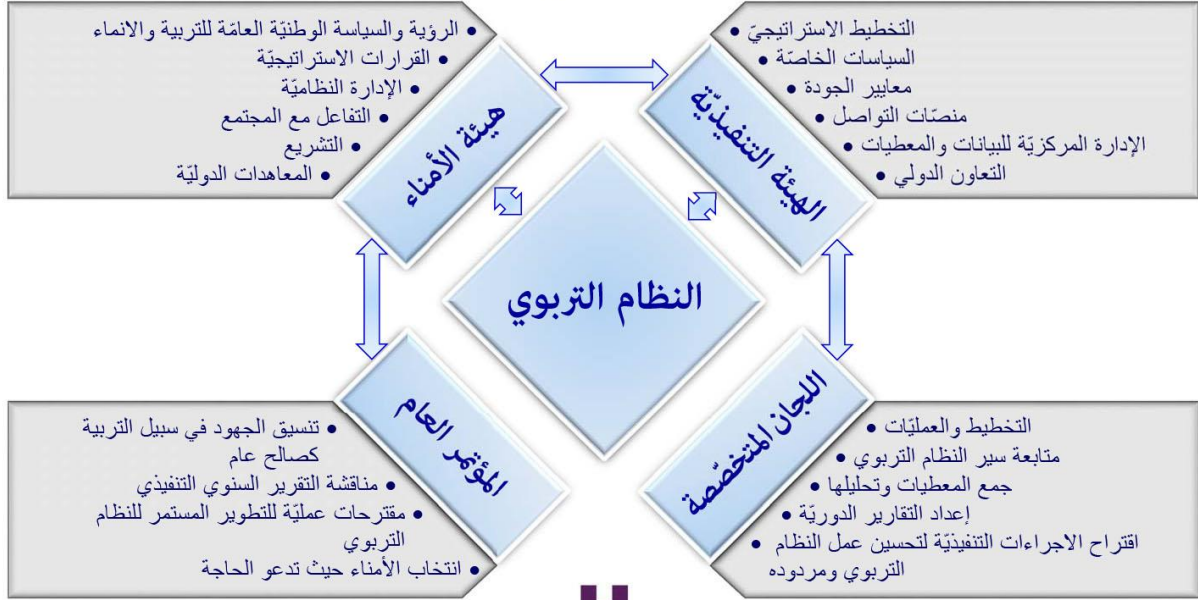 التخطيط الاستراتيجيّ
السياسات الخاصّة
معايير الجودة
منصّات التواصل
الإدارة المركزيّة للبيانات والمعطيات
التعاون الدولي
الهيئة التنفيذيّة
هيئة الأمناء
الرؤية والسياسة الوطنيّة العامّة للتربية والانماء
القرارات الاستراتيجيّة
الإدارة النظاميّة
التفاعل مع المجتمع
التشريع
المعاهدات الدوليّة
النظام التربوي
اللجان المتخصّصة
التخطيط والعمليّات
متابعة سير النظام التربوي
جمع المعطيات وتحليلها
إعداد التقارير الدوريّة
اقتراح الاجراءات التنفيذيّة لتحسين عمل النظام
التربوي ومردوده
المؤتمر العام
تنسيق الجهود في سبيل التربية
كصالح عام
مناقشة التقرير السنوي التنفيذي
مقترحات عمليّة للتطوير المستمر للنظام
التربوي
انتخاب الأمناء حيث تدعو الحاجة